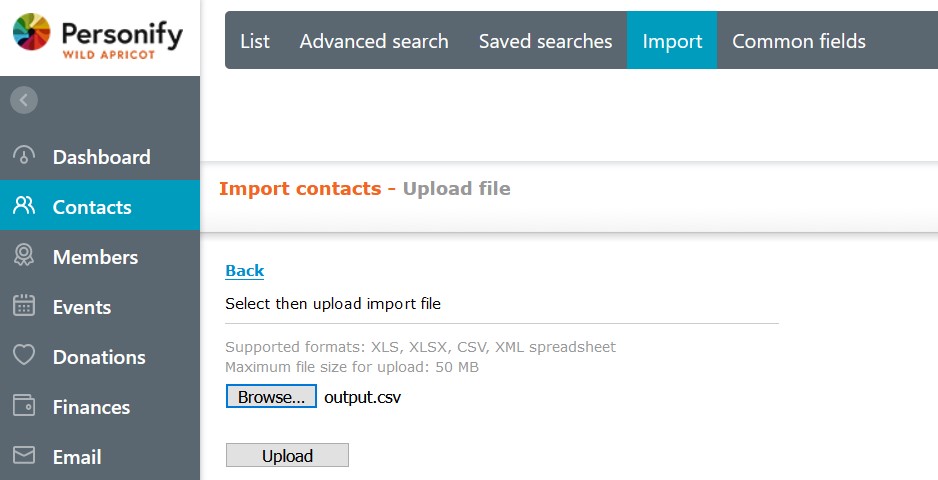 Personify
WILD APRICOT
List Advanced search Saved searches Import Common fields
Dashboard
Contacts
Members
Events
Donations
Finances
Email
Import contacts - Upload file
Back
Select then upload import file
Supported formats: XLS, XLSX, CSV, XML spreadsheet
Maximum file size for upload: 50 MB
Browse... output.csv
Upload